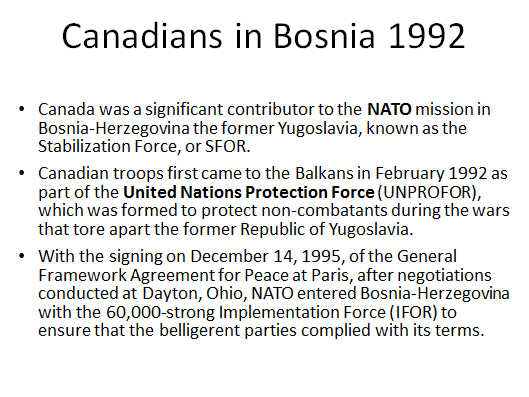 Canadians in Bosnia 1992
• Canada was a significant contributor to the NATO mission in
Bosnia-Herzegovina the former Yugoslavia, known as the
Stabilization Force, or SFOR.
• Canadian troops first came to the Balkans in February 1992 as
part of the United Nations Protection Force (UNPROFOR),
which was formed to protect non-combatants during the wars
that tore apart the former Republic of Yugoslavia.
• With the signing on December 14, 1995, of the General
Framework Agreement for Peace at Paris, after negotiations
conducted at Dayton, Ohio, NATO entered Bosnia-Herzegovina
with the 60,000-strong Implementation Force (IFOR) to
ensure that the belligerent parties complied with its terms.